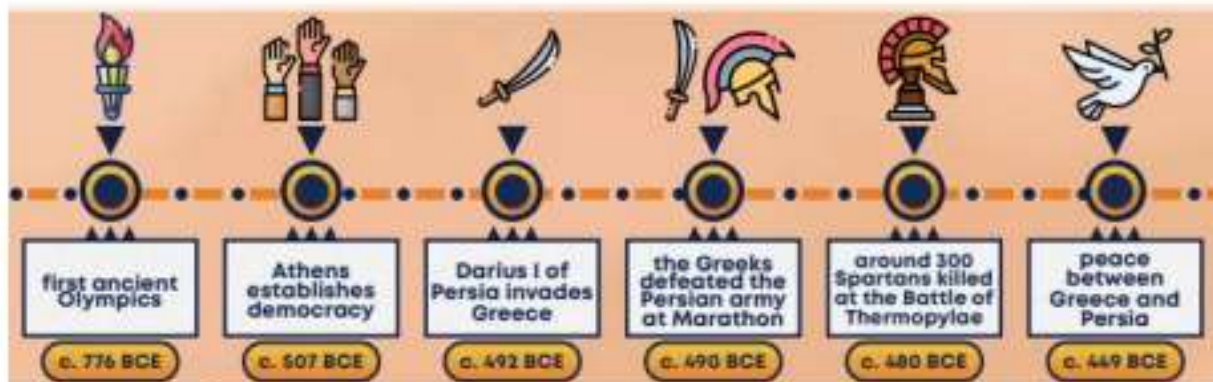 first ancient
Olympics
c. 776 BCE
Athens
establishes
democracy
c. 507 BCE
Darius I of
Persia invades
Greece
c. 492 BCE
the Greeks
defeated the
Persian army
at Marathon
c. 490 BCE
around 300
Spartans killed
at the Battle of
Thermopylae
c. 480 BCE
peace
between
Greece and
Persia
c. 449 BCE